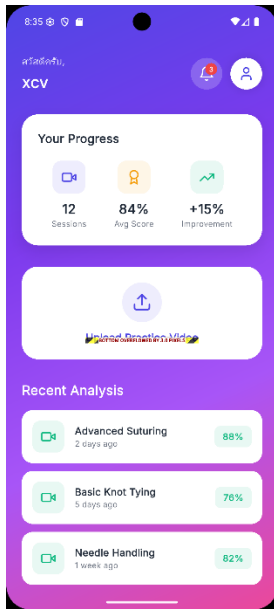 8:35
สวัสดีครับ,
XCV
3
Your Progress
12
84%
+15%
Sessions
Avg Score
Improvement
Upload Practice Video
BOTTOM OVERFLOWED BY 3.0 PIXELS
Recent Analysis
Advanced Suturing
2 days ago
88%
Basic Knot Tying
5 days ago
76%
Needle Handling
1 week ago
82%